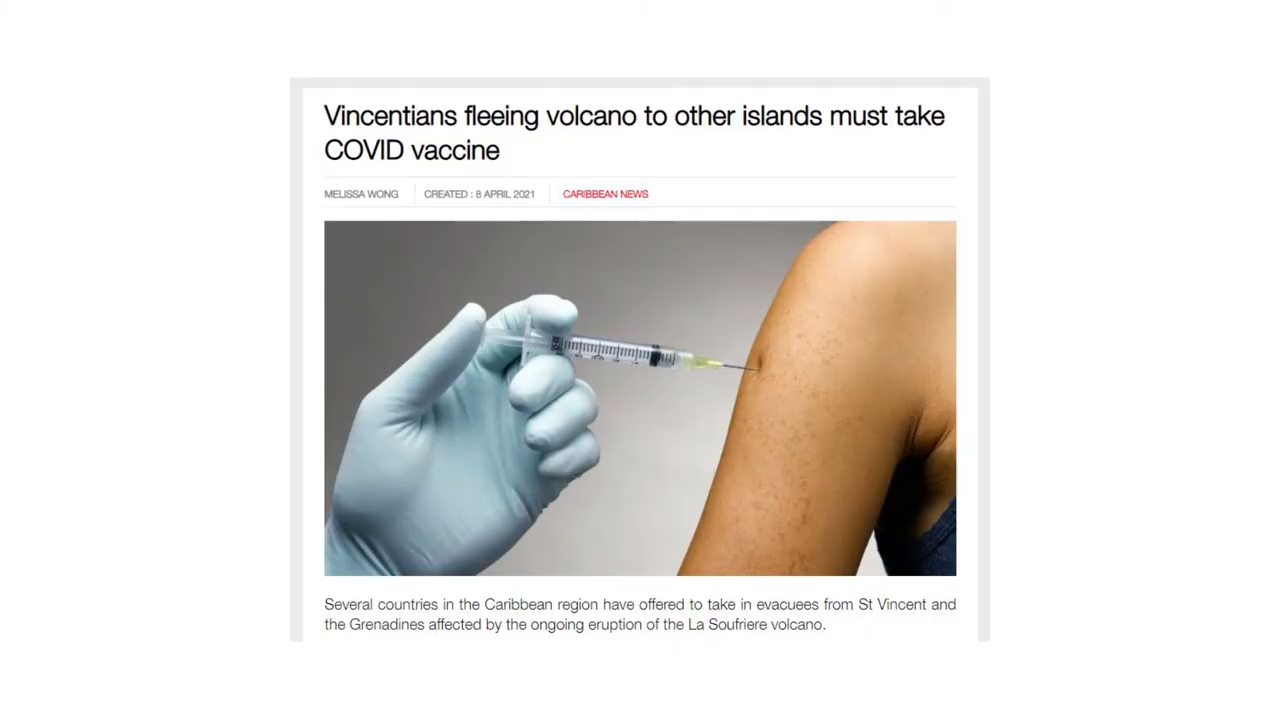 Vincentians fleeing volcano to other islands must take
COVID vaccine
MELISSA WONG CREATED : 8 APRIL 2021 CARIBBEAN NEWS
Several countries in the Caribbean region have offered to take in evacuees from St Vincent and
the Grenadines affected by the ongoing eruption of the La Soufriere volcano.